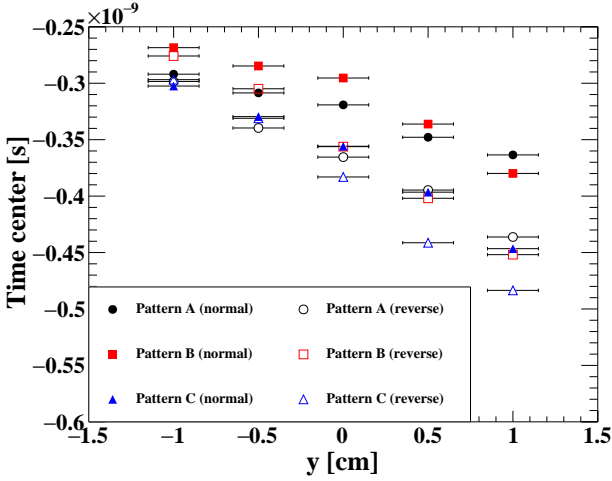 ×10⁻⁹
−0.25
−0.3
−0.35
−0.4
−0.45
−0.5
−0.55
−0.6
Time center [s]
Pattern A (normal) Pattern A (reverse)
Pattern B (normal) Pattern B (reverse)
Pattern C (normal) Pattern C (reverse)
−1.5 −1 −0.5 0 0.5 1 1.5
y [cm]